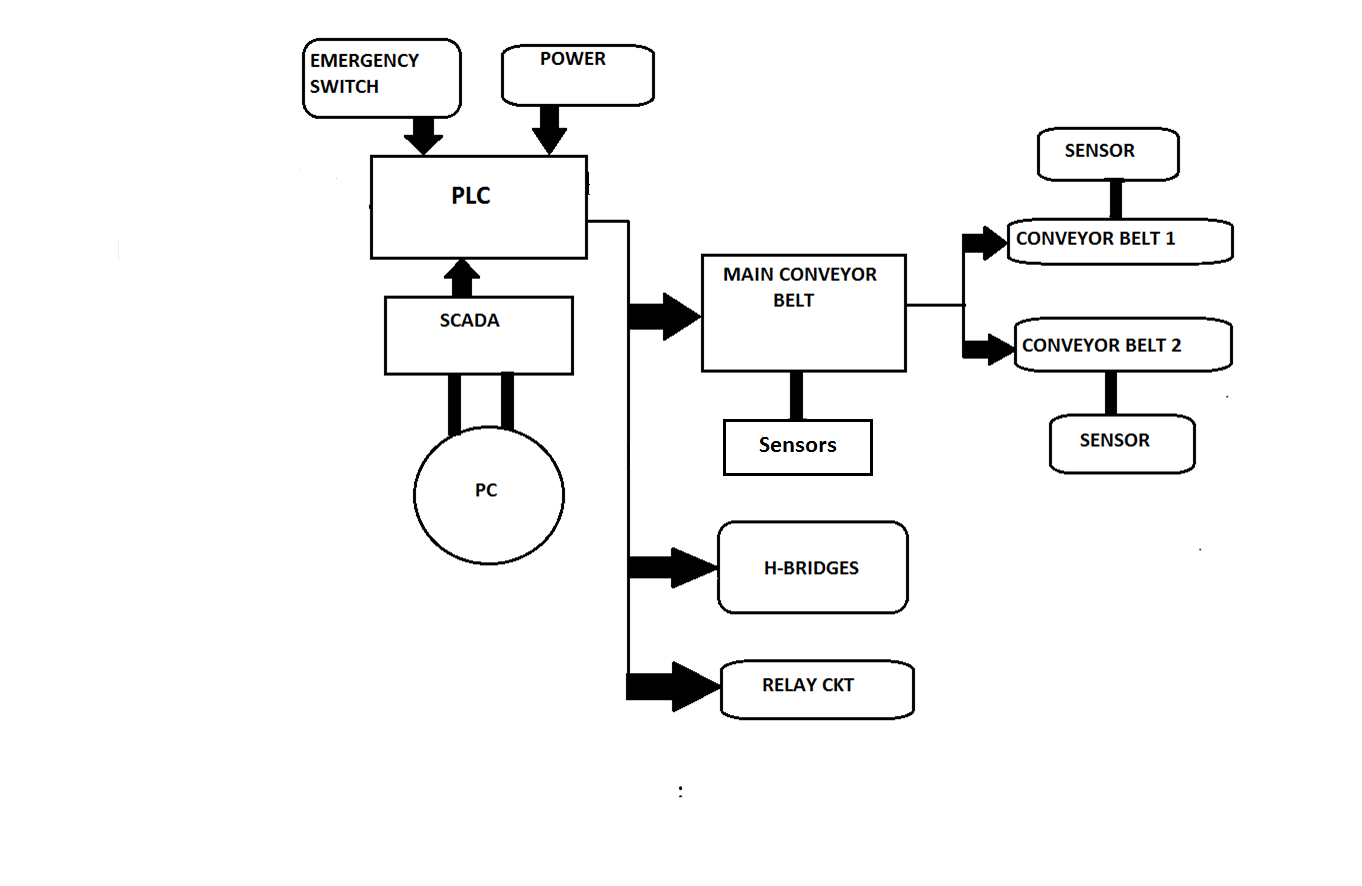 EMERGENCY
SWITCH
POWER
PLC
SCADA
PC
MAIN CONVEYOR
BELT
Sensors
SENSOR
CONVEYOR BELT 1
CONVEYOR BELT 2
SENSOR
H-BRIDGES
RELAY CKT